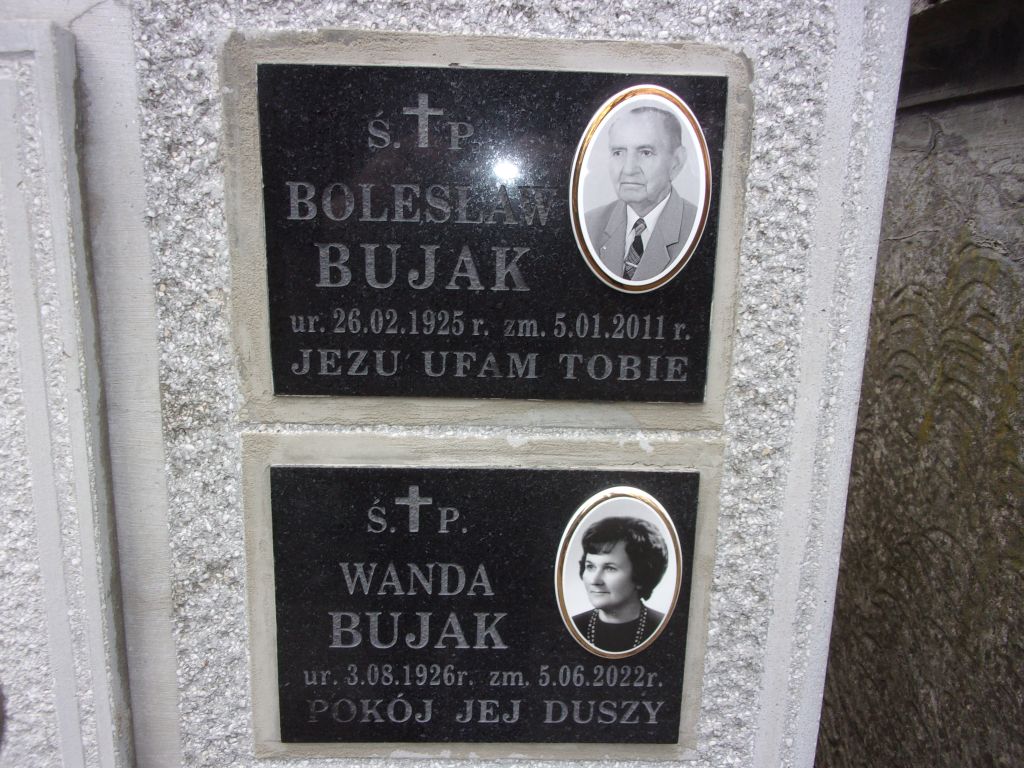 Ś. P.
BOLESŁAW
BUJAK
ur. 26.02.1925 r. zm. 5.01.2011 r.
JEZU UFAM TOBIE
Ś. P.
WANDA
BUJAK
ur. 3.08.1926r. zm. 5.06.2022r.
POKÓJ JEJ DUSZY